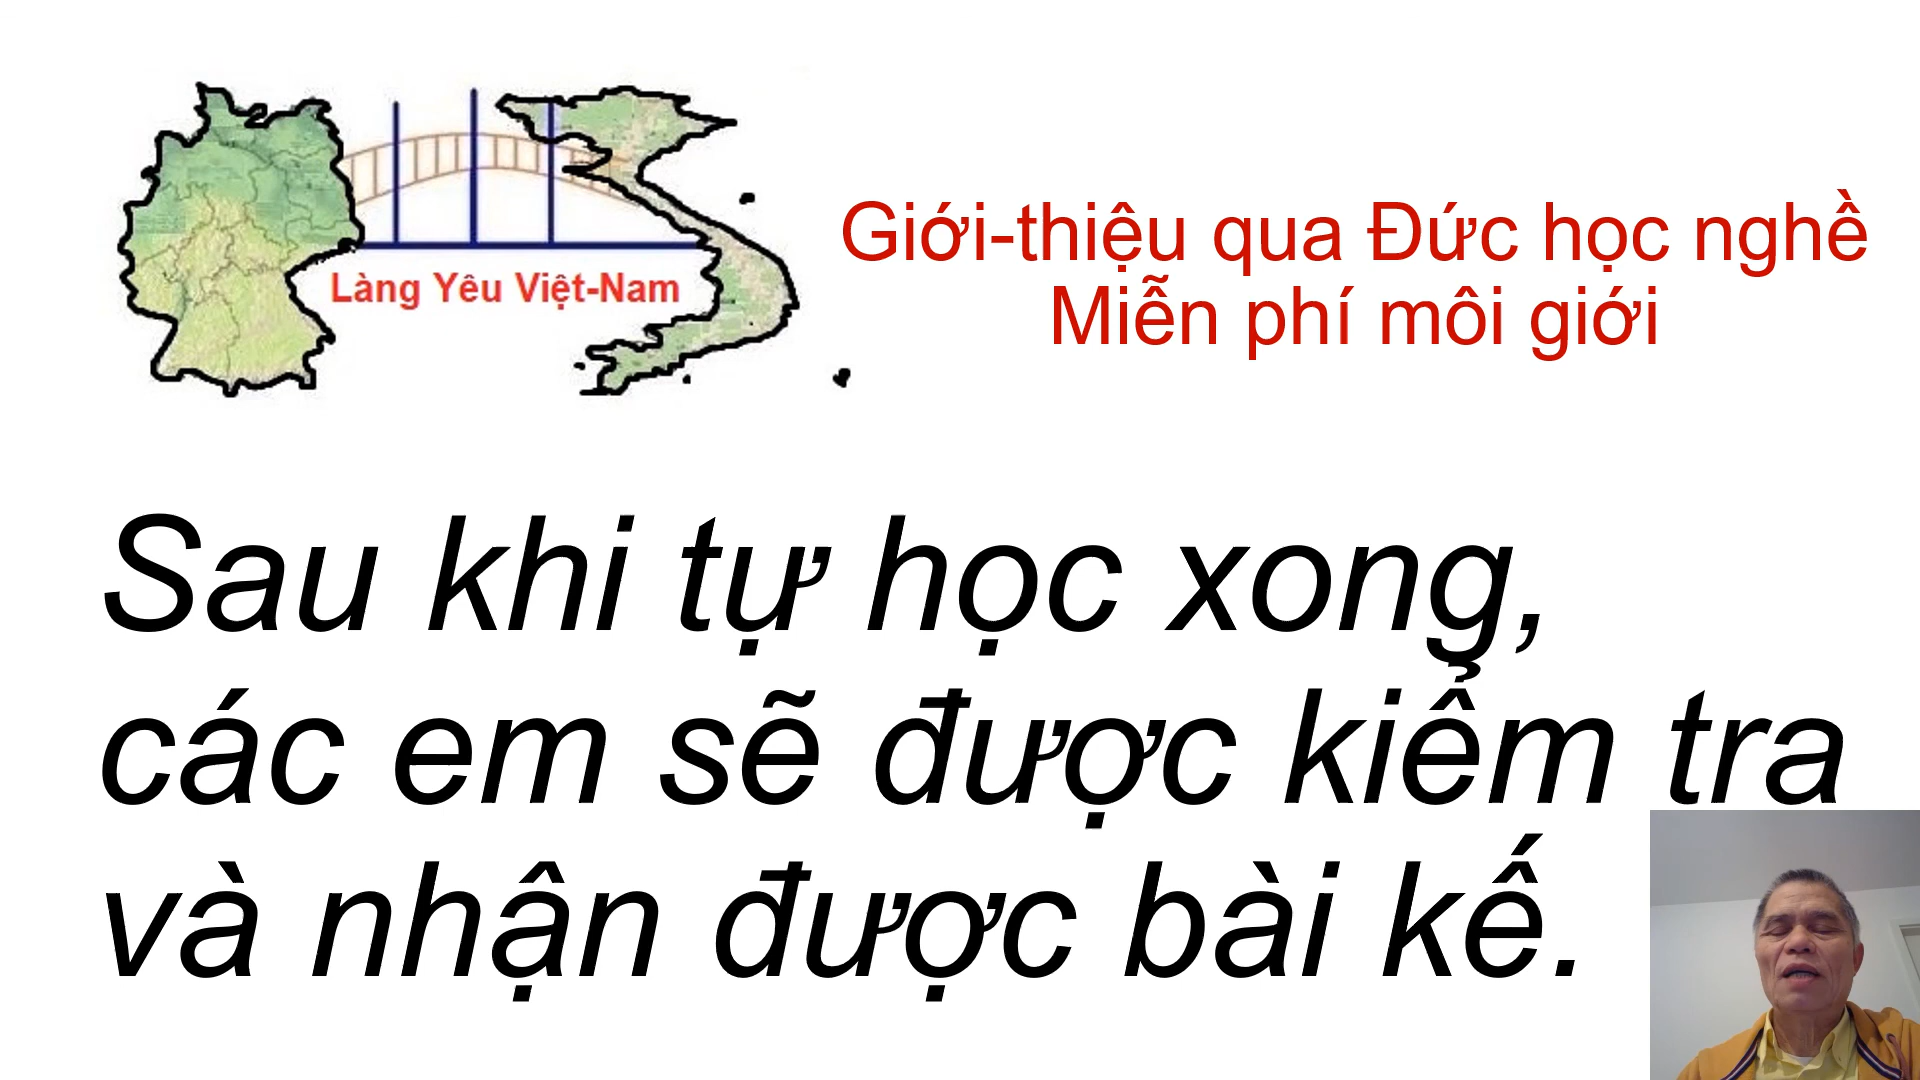 Làng Yêu Việt-Nam
Giới-thiệu qua Đức học nghề
Miễn phí môi giới
Sau khi tự học xong,
các em sẽ được kiểm tra
và nhận được bài kế.